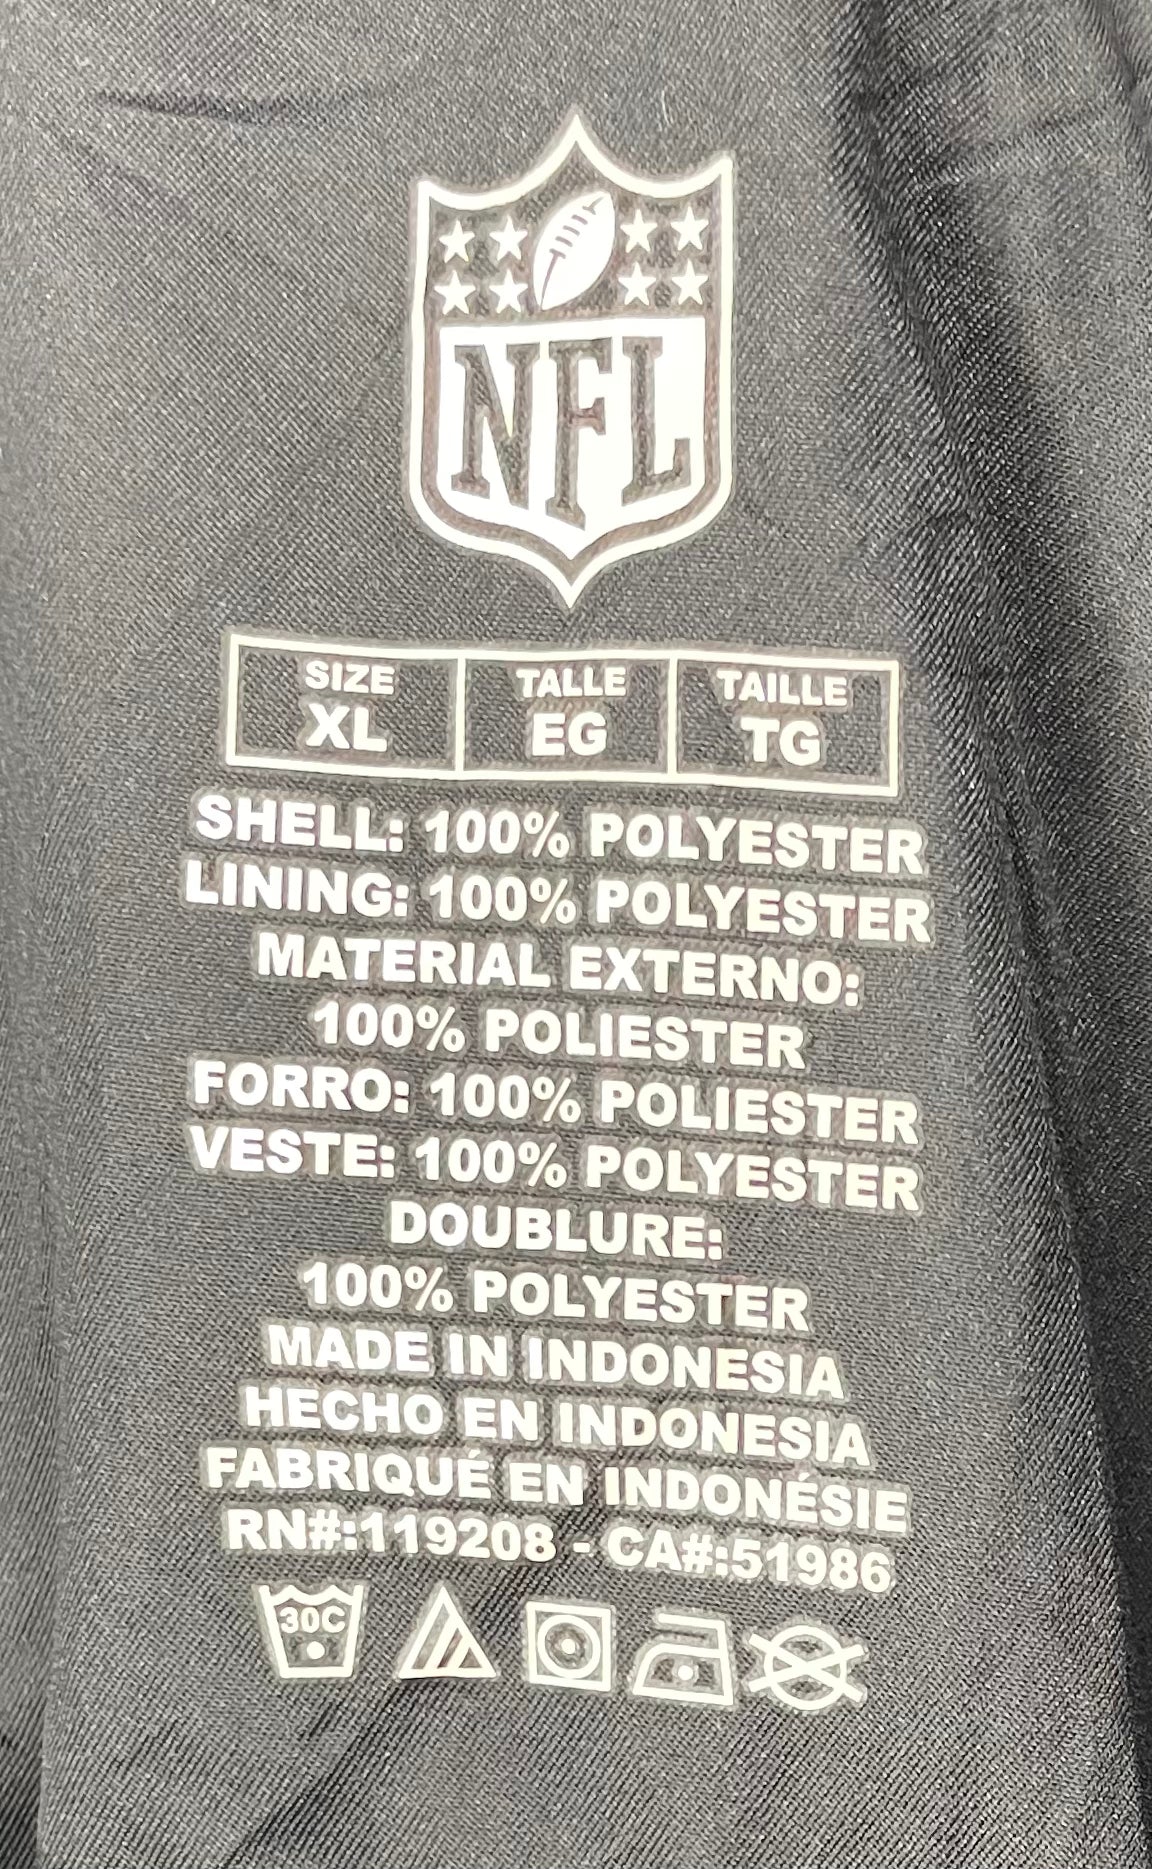 NFL
SIZE TALLE TAILLE
XL EG TG
SHELL: 100% POLYESTER
LINING: 100% POLYESTER
MATERIAL EXTERNO:
100% POLIESTER
FORRO: 100% POLIESTER
VESTE: 100% POLYESTER
DOUBLURE:
100% POLYESTER
MADE IN INDONESIA
HECHO EN INDONESIA
FABRIQUÉ EN INDONÉSIE
RN#:119208 - CA#:51986
30C